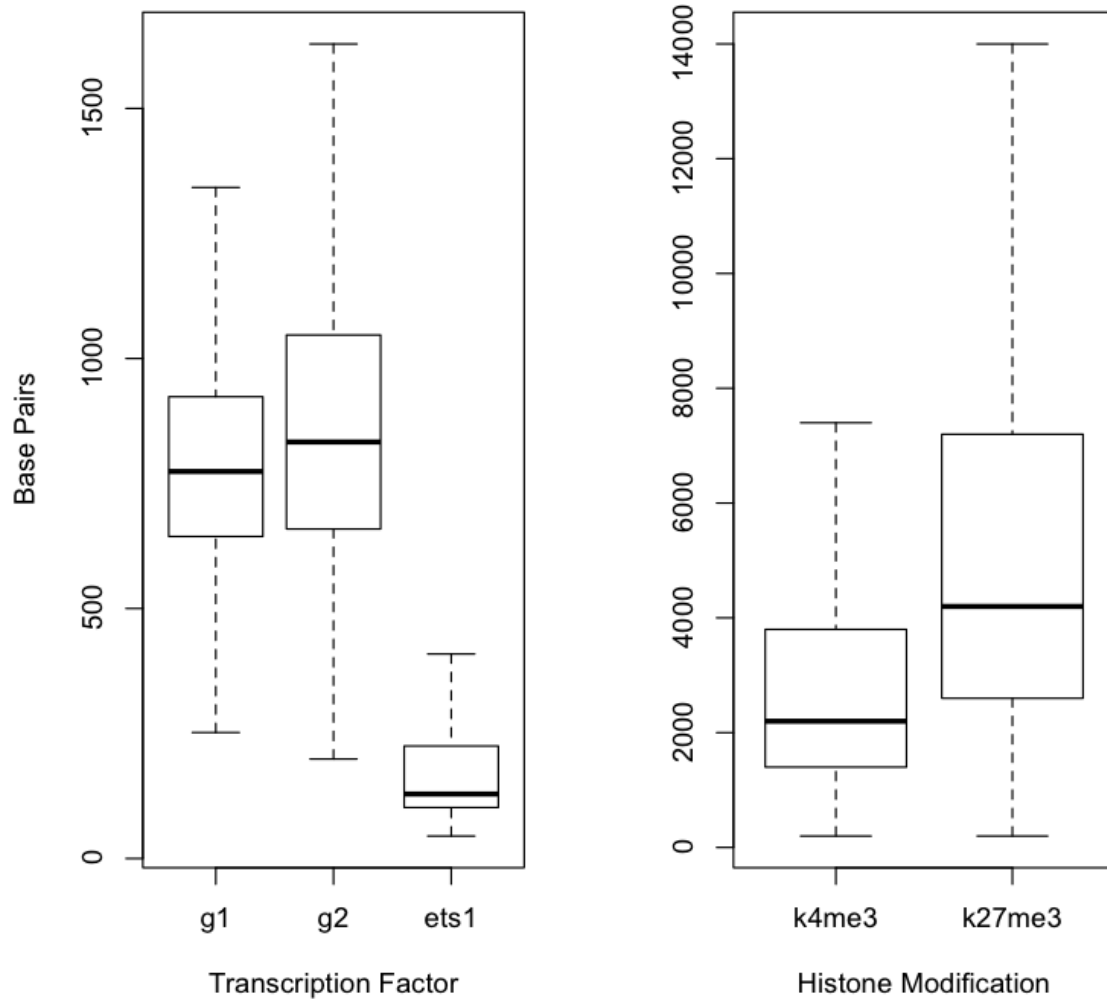 Base Pairs
1500
1000
500
0
g1 g2 ets1
Transcription Factor
14000
12000
10000
8000
6000
4000
2000
0
k4me3 k27me3
Histone Modification